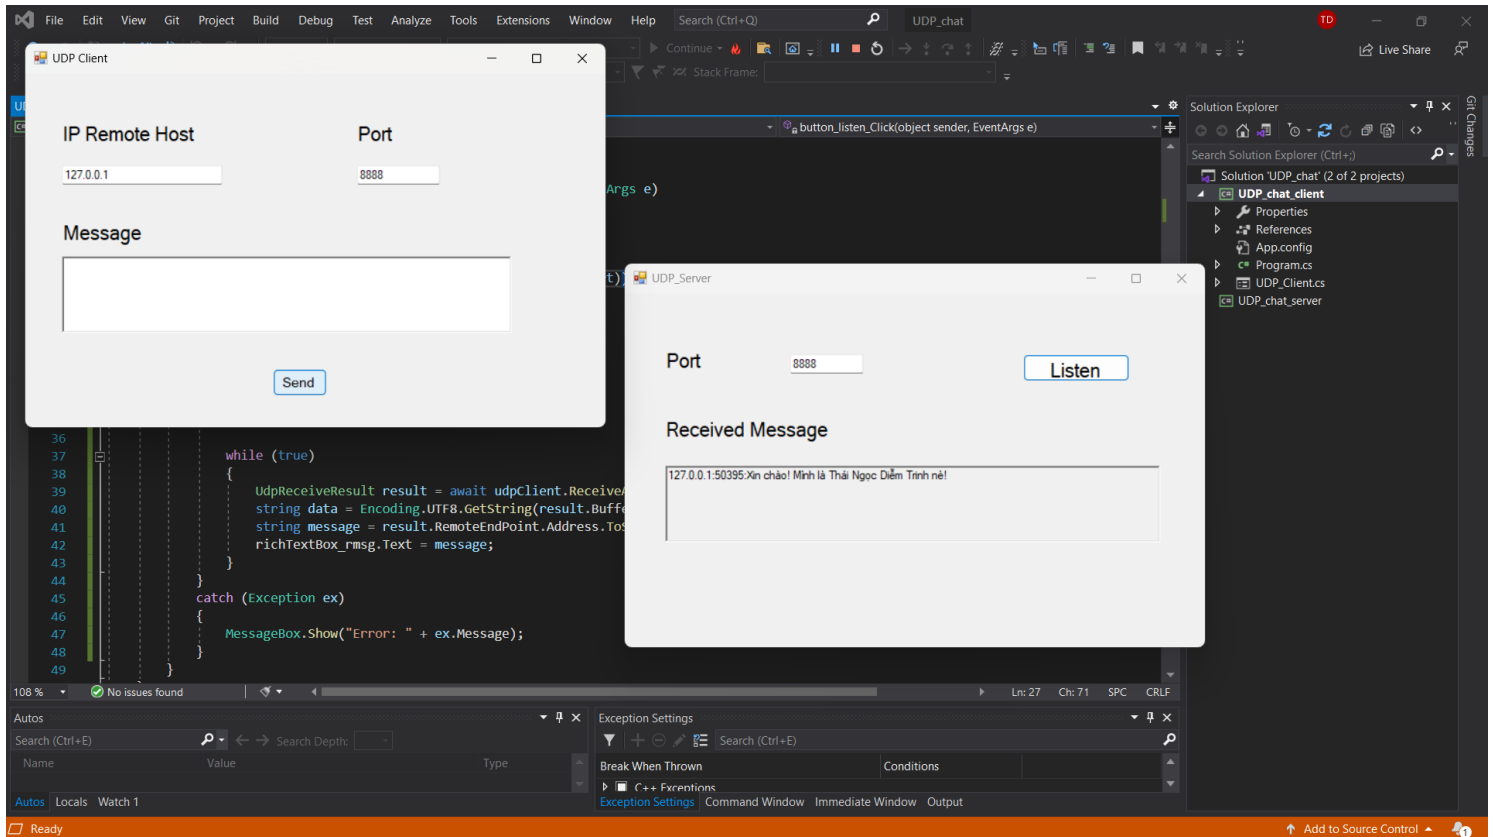 File Edit View Git Project Build Debug Test Analyze Tools Extensions Window Help Search (Ctrl+Q) UDP_chat TD
Continue Live Share
Stack Frame:
UDP Client
IP Remote Host Port
127.0.0.1 8888
Message
Send
button_listen_Click(object sender, EventArgs e)
Args e)
t))
UDP_Server
Port 8888 Listen
Received Message
127.0.0.1:50395:Xin chào! Mình là Thái Ngọc Diễm Trinh nè!
36
37 while (true)
38 {
39 UdpReceiveResult result = await udpClient.ReceiveA
40 string data = Encoding.UTF8.GetString(result.Buffe
41 string message = result.RemoteEndPoint.Address.ToS
42 richTextBox_rmsg.Text = message;
43 }
44 }
45 catch (Exception ex)
46 {
47 MessageBox.Show("Error: " + ex.Message);
48 }
49 }
108 % No issues found Ln: 27 Ch: 71 SPC CRLF
Solution Explorer
Search Solution Explorer (Ctrl+;)
Solution 'UDP_chat' (2 of 2 projects)
C# UDP_chat_client
Properties
References
App.config
C# Program.cs
UDP_Client.cs
C# UDP_chat_server
Git Changes
Autos
Search (Ctrl+E) Search Depth:
Name Value Type
Autos Locals Watch 1
Exception Settings
Search (Ctrl+E)
Break When Thrown Conditions
C++ Exceptions
Exception Settings Command Window Immediate Window Output
Ready Add to Source Control 1